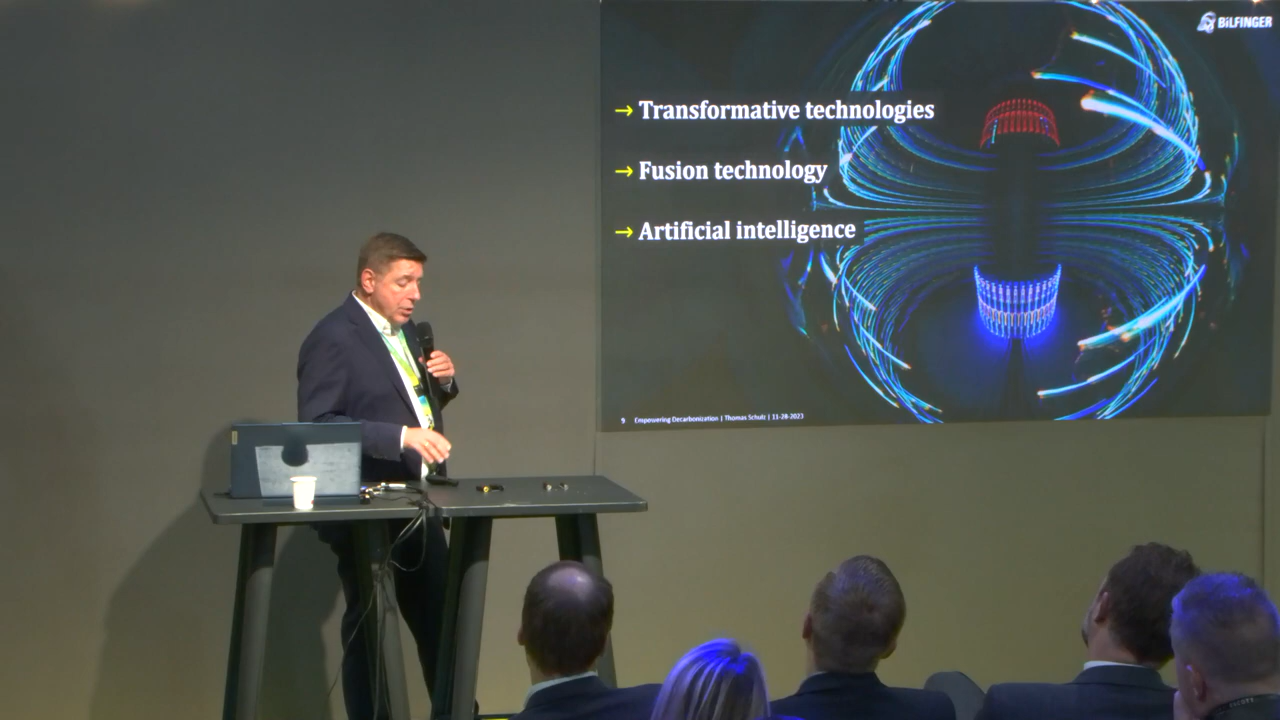 BILFINGER
→ Transformative technologies
→ Fusion technology
→ Artificial intelligence
9 Empowering Decarbonization | Thomas Schulz | 11-28-2023